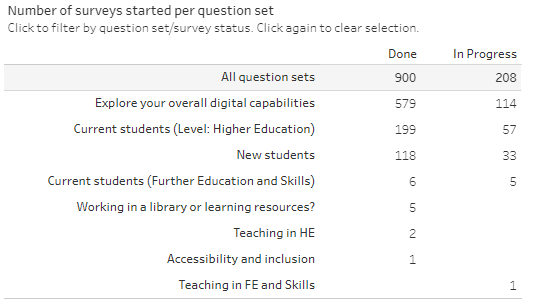 Number of surveys started per question set
Click to filter by question set/survey status. Click again to clear selection.
Done In Progress
All question sets 900 208
Explore your overall digital capabilities 579 114
Current students (Level: Higher Education) 199 57
New students 118 33
Current students (Further Education and Skills) 6 5
Working in a library or learning resources? 5
Teaching in HE 2
Accessibility and inclusion 1
Teaching in FE and Skills 1